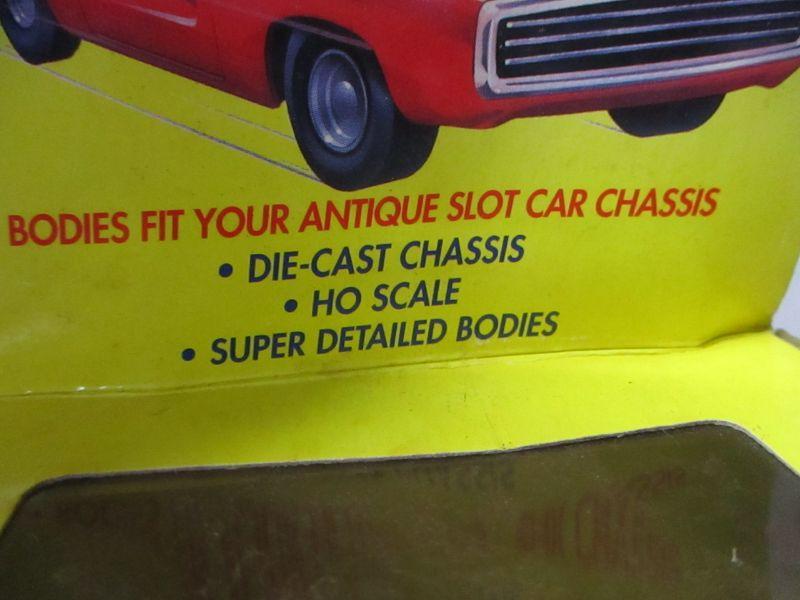 BODIES FIT YOUR ANTIQUE SLOT CAR CHASSIS
• DIE-CAST CHASSIS
• HO SCALE
• SUPER DETAILED BODIES